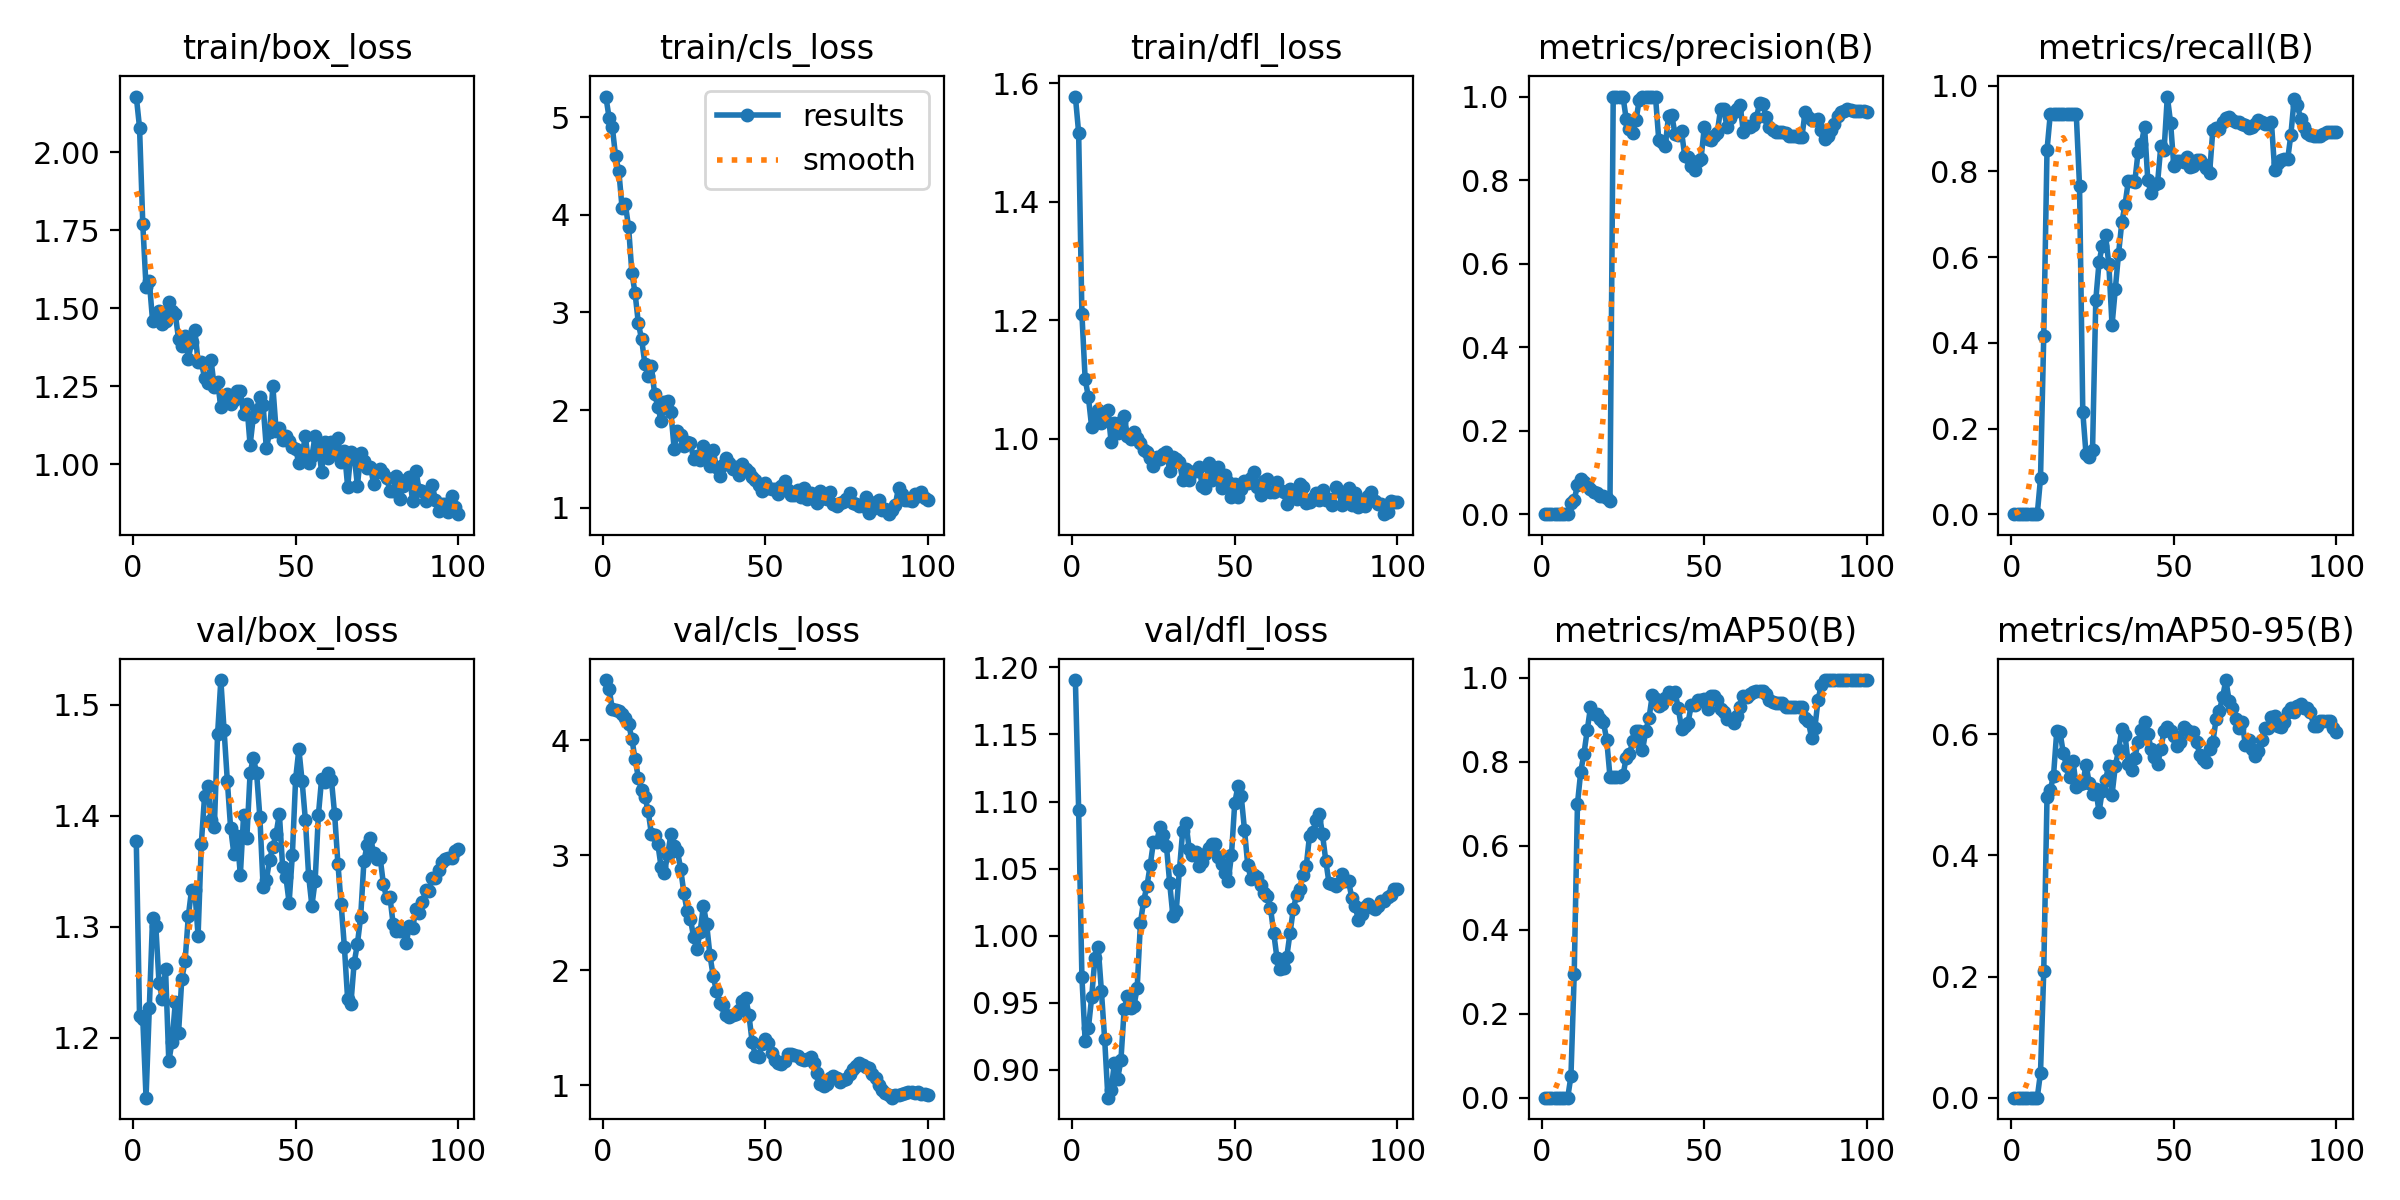 train/box_loss
2.00
1.75
1.50
1.25
1.00
0 50 100
train/cls_loss
results
smooth
5
4
3
2
1
0 50 100
train/dfl_loss
1.6
1.4
1.2
1.0
0 50 100
metrics/precision(B)
1.0
0.8
0.6
0.4
0.2
0.0
0 50 100
metrics/recall(B)
1.0
0.8
0.6
0.4
0.2
0.0
0 50 100
val/box_loss
1.5
1.4
1.3
1.2
0 50 100
val/cls_loss
4
3
2
1
0 50 100
val/dfl_loss
1.20
1.15
1.10
1.05
1.00
0.95
0.90
0 50 100
metrics/mAP50(B)
1.0
0.8
0.6
0.4
0.2
0.0
0 50 100
metrics/mAP50-95(B)
0.6
0.4
0.2
0.0
0 50 100